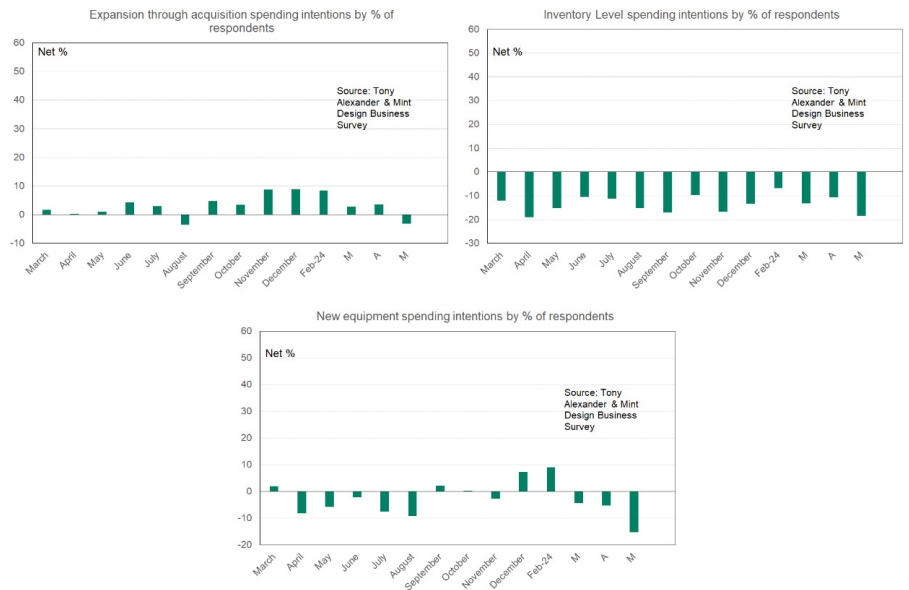 Expansion through acquisition spending intentions by % of
respondents
60
50
40
30
20
10
0
-10
Net %
Source: Tony
Alexander & Mint
Design Business
Survey
March
April
May
June
July
August
September
October
November
December
Feb-24
M
A
M
Inventory Level spending intentions by % of respondents
60
50
40
30
20
10
0
-10
-20
-30
Net %
Source: Tony
Alexander & Mint
Design Business
Survey
March
April
May
June
July
August
September
October
November
December
Feb-24
M
A
M
New equipment spending intentions by % of respondents
60
50
40
30
20
10
0
-10
-20
Net %
Source: Tony
Alexander & Mint
Design Business
Survey
March
April
May
June
July
August
September
October
November
December
Feb-24
M
A
M